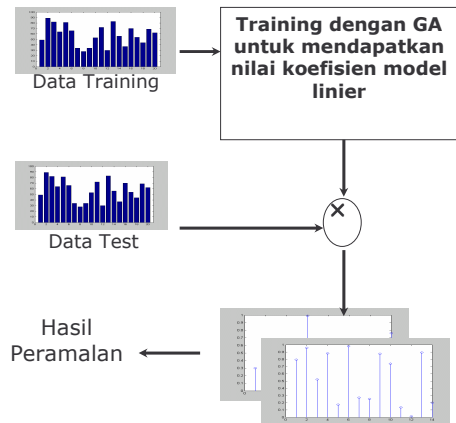 Training dengan GA
untuk mendapatkan
nilai koefisien model
linier
Data Training
Data Test
Hasil
Peramalan